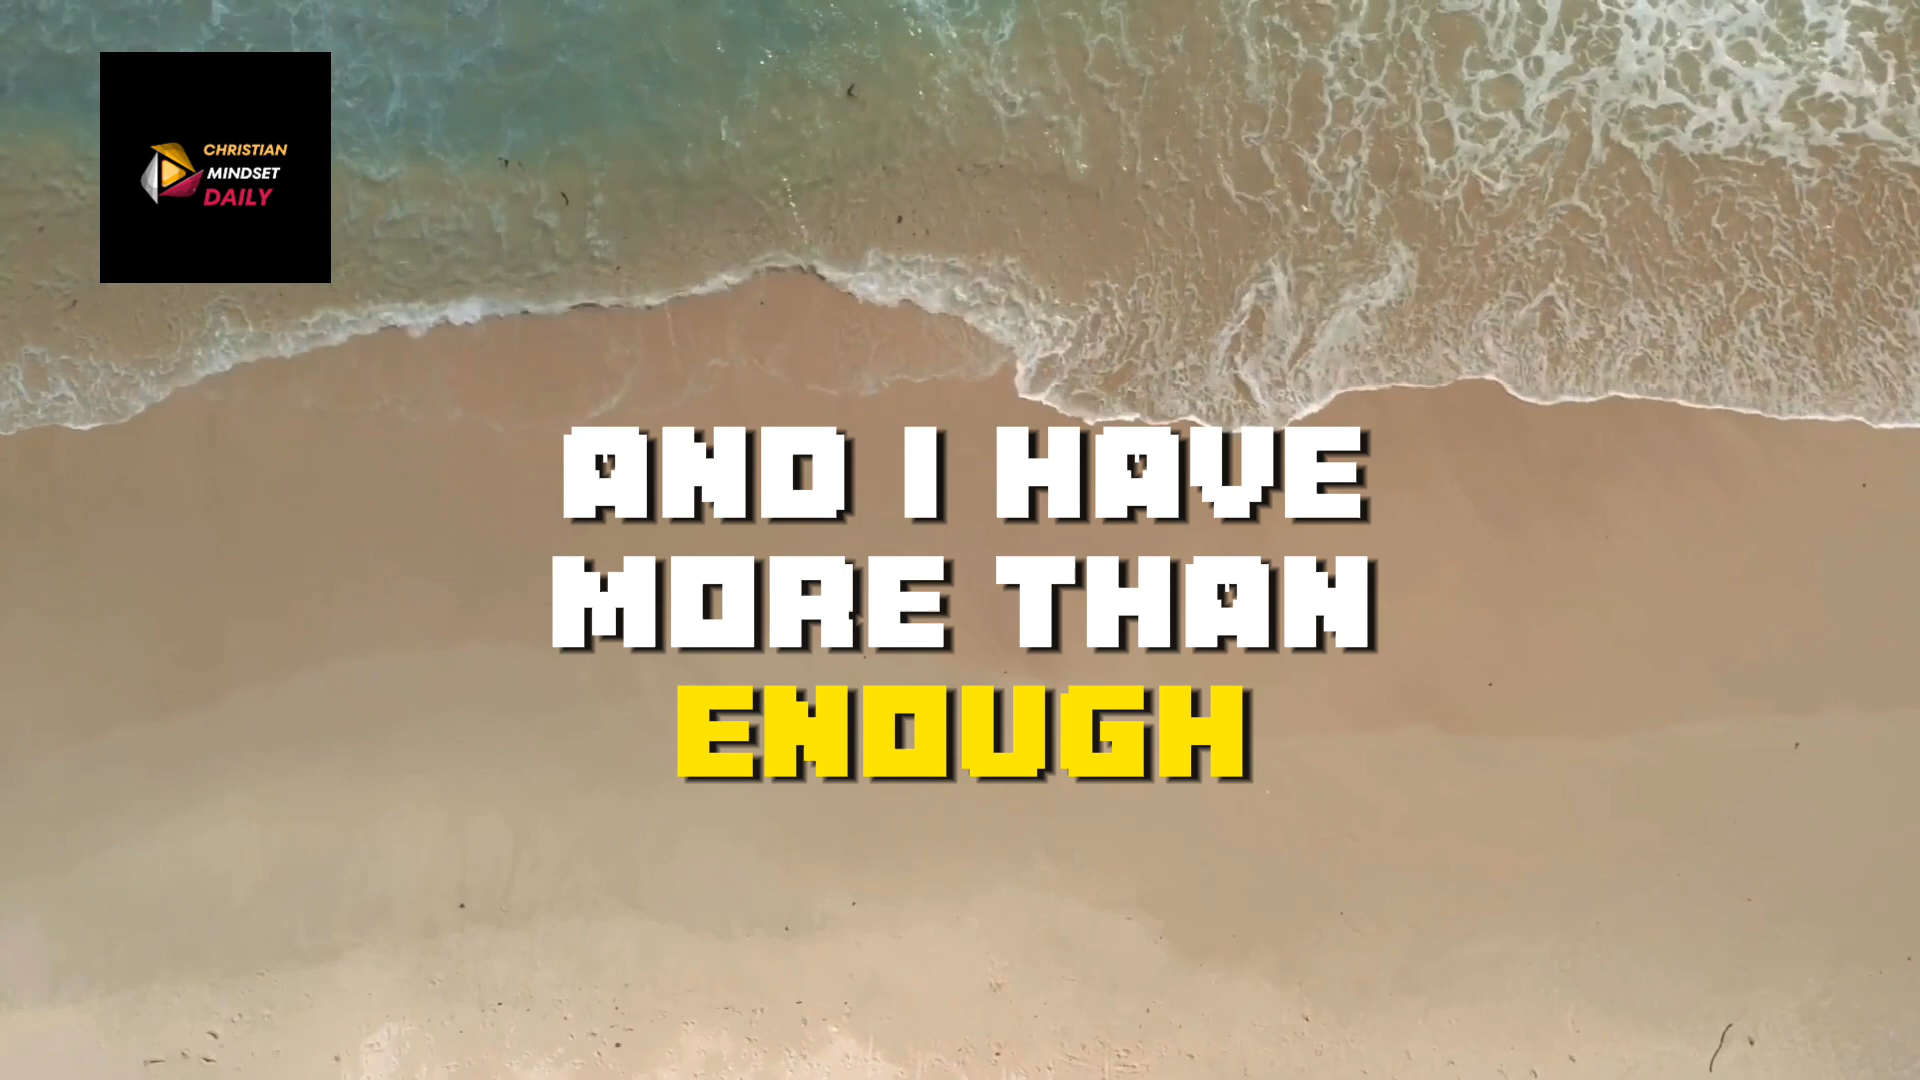 CHRISTIAN
MINDSET
DAILY
AND I HAVE
MORE THAN
ENOUGH